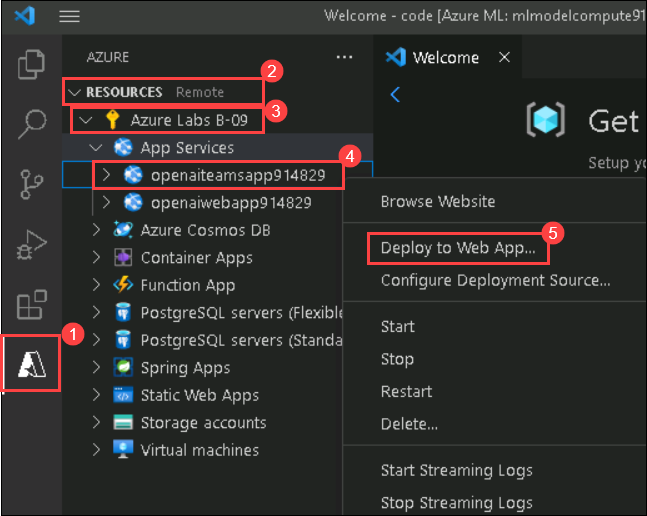 Welcome - code [Azure ML: mlmodelcompute91
AZURE
...
Welcome
2
RESOURCES Remote
3
Azure Labs B-09
Get
App Services
Setup yo
4
openaiteamsapp914829
openaiwebapp914829
Browse Website
Azure Cosmos DB
5
Deploy to Web App...
Container Apps
Configure Deployment Source...
Function App
PostgreSQL servers (Flexible
Start
1
PostgreSQL servers (Standa
Stop
Spring Apps
Restart
Static Web Apps
Delete...
Storage accounts
Virtual machines
Start Streaming Logs
Stop Streaming Logs